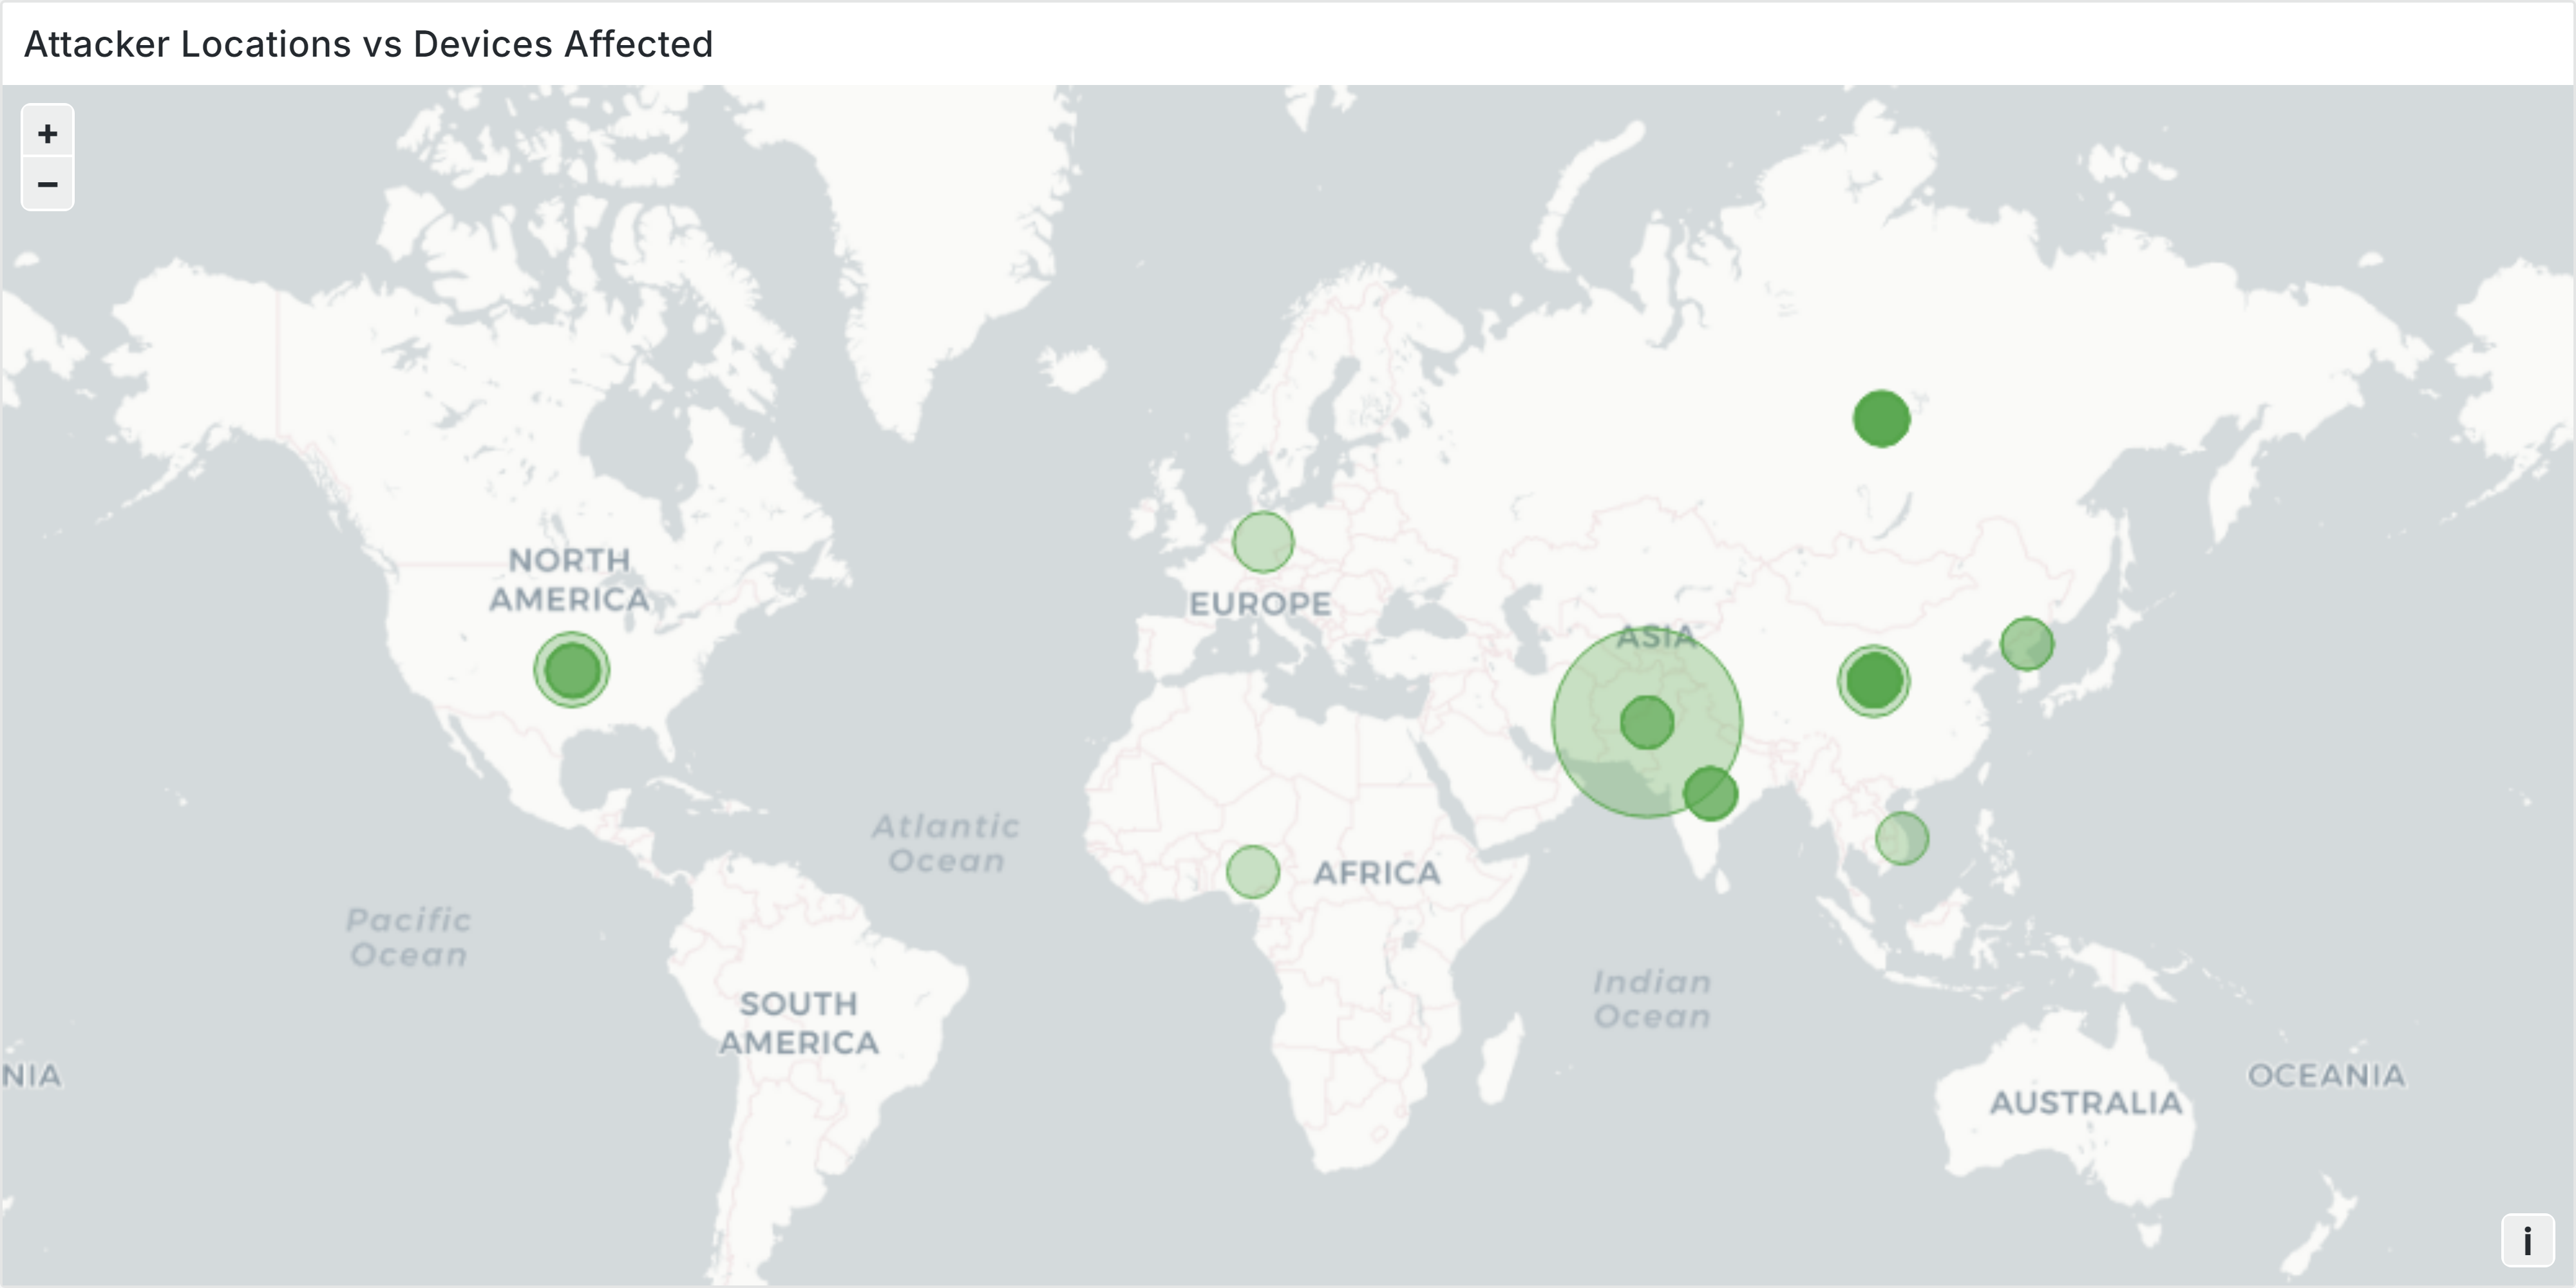 Attacker Locations vs Devices Affected
+
−
NORTH
AMERICA
EUROPE
ASIA
Atlantic
Ocean
AFRICA
Pacific
Ocean
SOUTH
AMERICA
Indian
Ocean
NIA
AUSTRALIA
OCEANIA
i